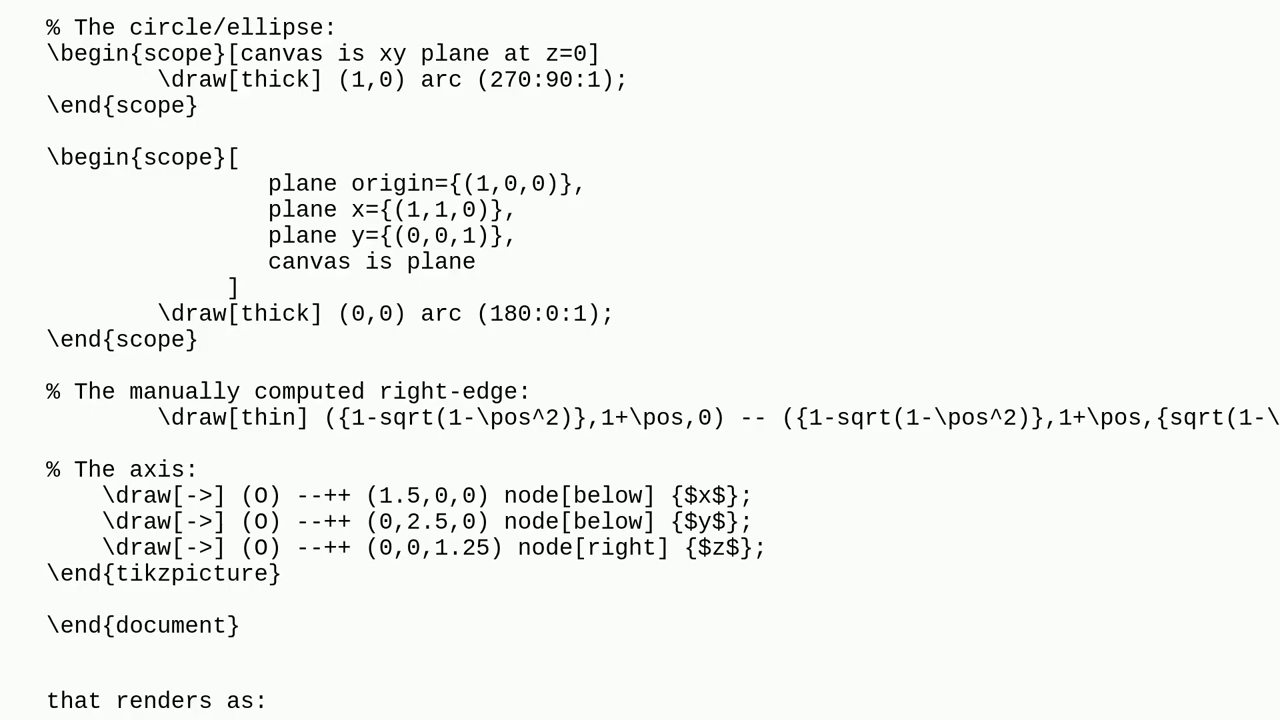 % The circle/ellipse:
\begin{scope}[canvas is xy plane at z=0]
        \draw[thick] (1,0) arc (270:90:1);
\end{scope}

\begin{scope}[
                plane origin={(1,0,0)},
                plane x={(1,1,0)},
                plane y={(0,0,1)},
                canvas is plane
             ]
        \draw[thick] (0,0) arc (180:0:1);
\end{scope}

% The manually computed right-edge:
        \draw[thin] ({1-sqrt(1-\pos^2)},1+\pos,0) -- ({1-sqrt(1-\pos^2)},1+\pos,{sqrt(1-\

% The axis:
    \draw[->] (O) --++ (1.5,0,0) node[below] {$x$};
    \draw[->] (O) --++ (0,2.5,0) node[below] {$y$};
    \draw[->] (O) --++ (0,0,1.25) node[right] {$z$};
\end{tikzpicture}

\end{document}

that renders as: